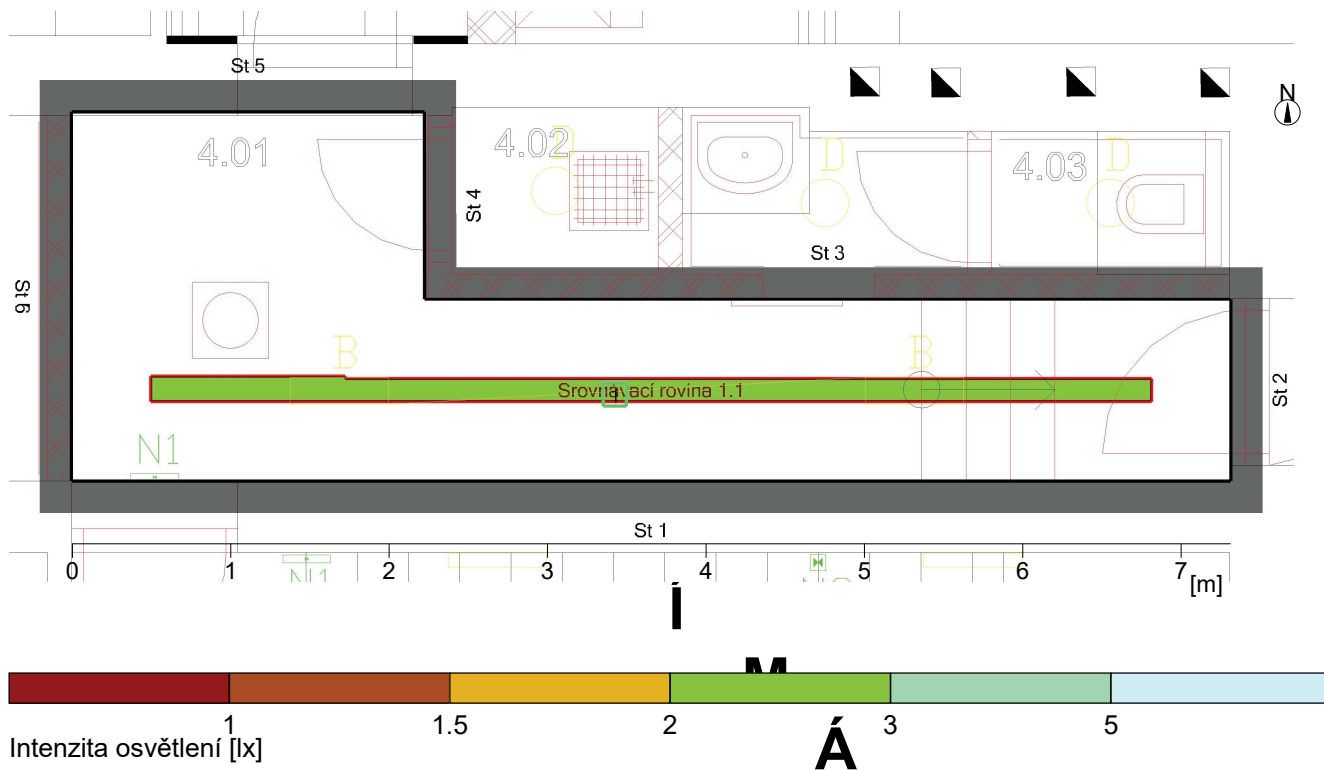 St 5
N
4.01
4.02
D
D
4.03
D
St 4
St 3
St 6
B
B
Srovnávací rovina 1.1
1
St 2
N1
St 1
0 1 2 3 4 5 6 7 [m]
N1
Í
M
1 1.5 2 3 5
Á
Intenzita osvětlení [lx]